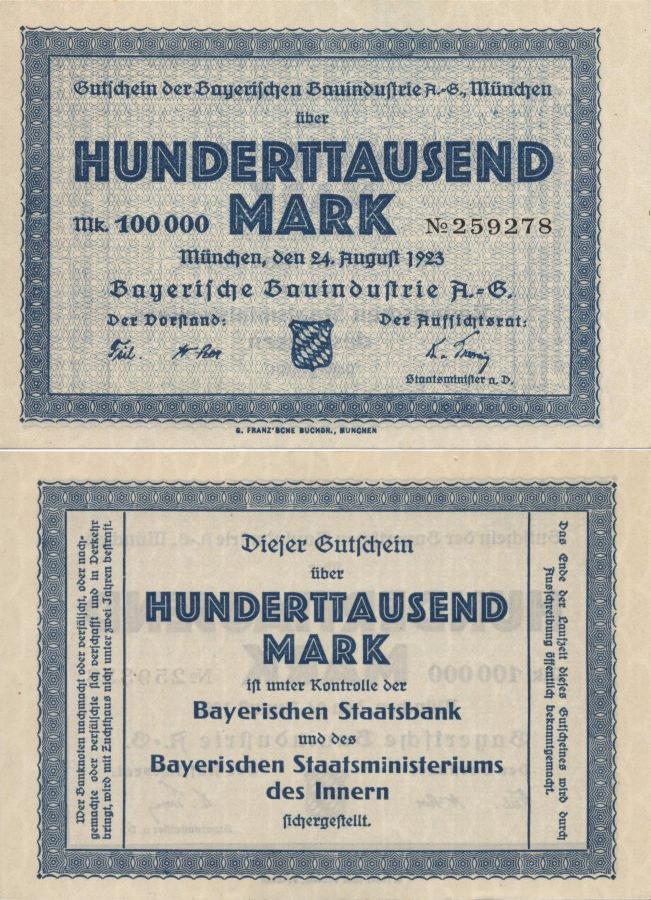 Gutschein der Bayerischen Bauindustrie A.-G., München
über
HUNDERTTAUSEND
MARK
Mk. 100 000
№ 259278
München, den 24. August 1923
Bayerische Bauindustrie A.-G.
Der Vorstand:
Der Aufsichtsrat:
Staatsminister a. D.
G. FRANZ'SCHE BUCHDR., MÜNCHEN
Wer Banknoten nachmacht oder verfälscht, oder nach-
gemachte oder verfälschte sich verschafft und in Verkehr
bringt, wird mit Zuchthaus nicht unter zwei Jahren bestraft.
Dieser Gutschein
über
HUNDERTTAUSEND
MARK
ist unter Kontrolle der
Bayerischen Staatsbank
und des
Bayerischen Staatsministeriums
des Innern
sichergestellt.
Das Ende der Laufzeit dieses Gutscheines wird durch
Ausschreibung öffentlich bekanntgemacht.